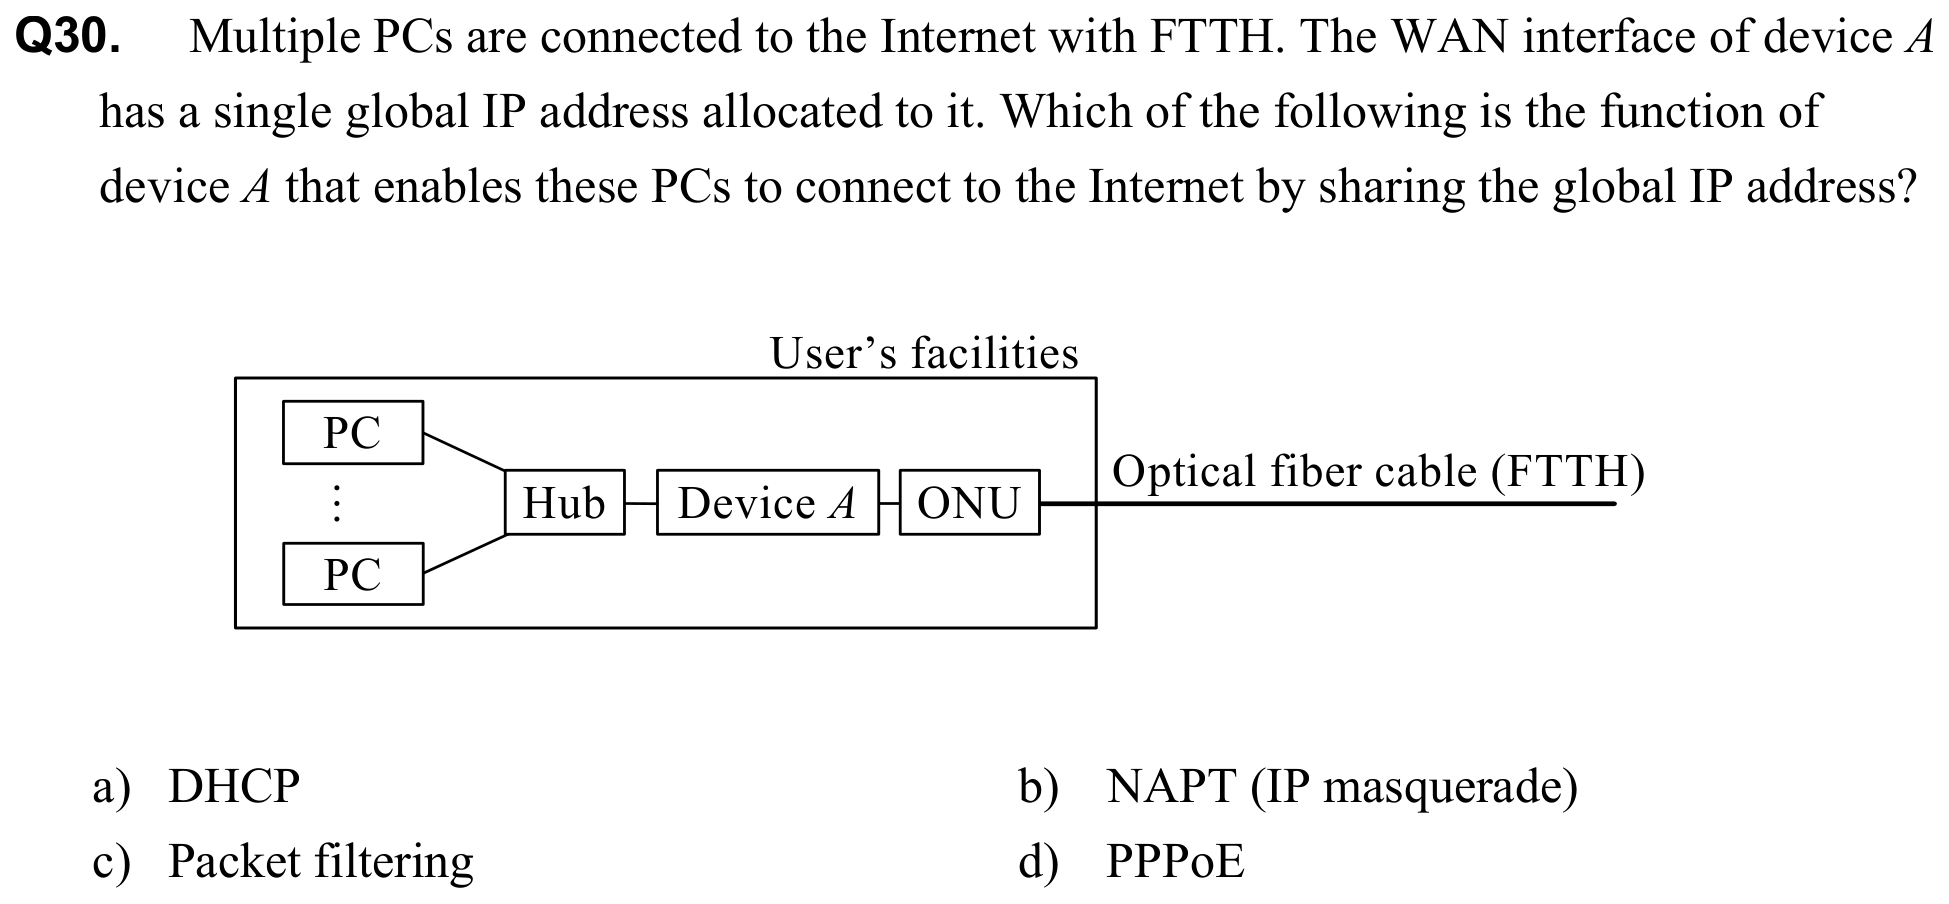 Q30. Multiple PCs are connected to the Internet with FTTH. The WAN interface of device A
has a single global IP address allocated to it. Which of the following is the function of
device A that enables these PCs to connect to the Internet by sharing the global IP address?
User's facilities
PC
⋮
PC
Hub
Device A
ONU
Optical fiber cable (FTTH)
a) DHCP
b) NAPT (IP masquerade)
c) Packet filtering
d) PPPoE